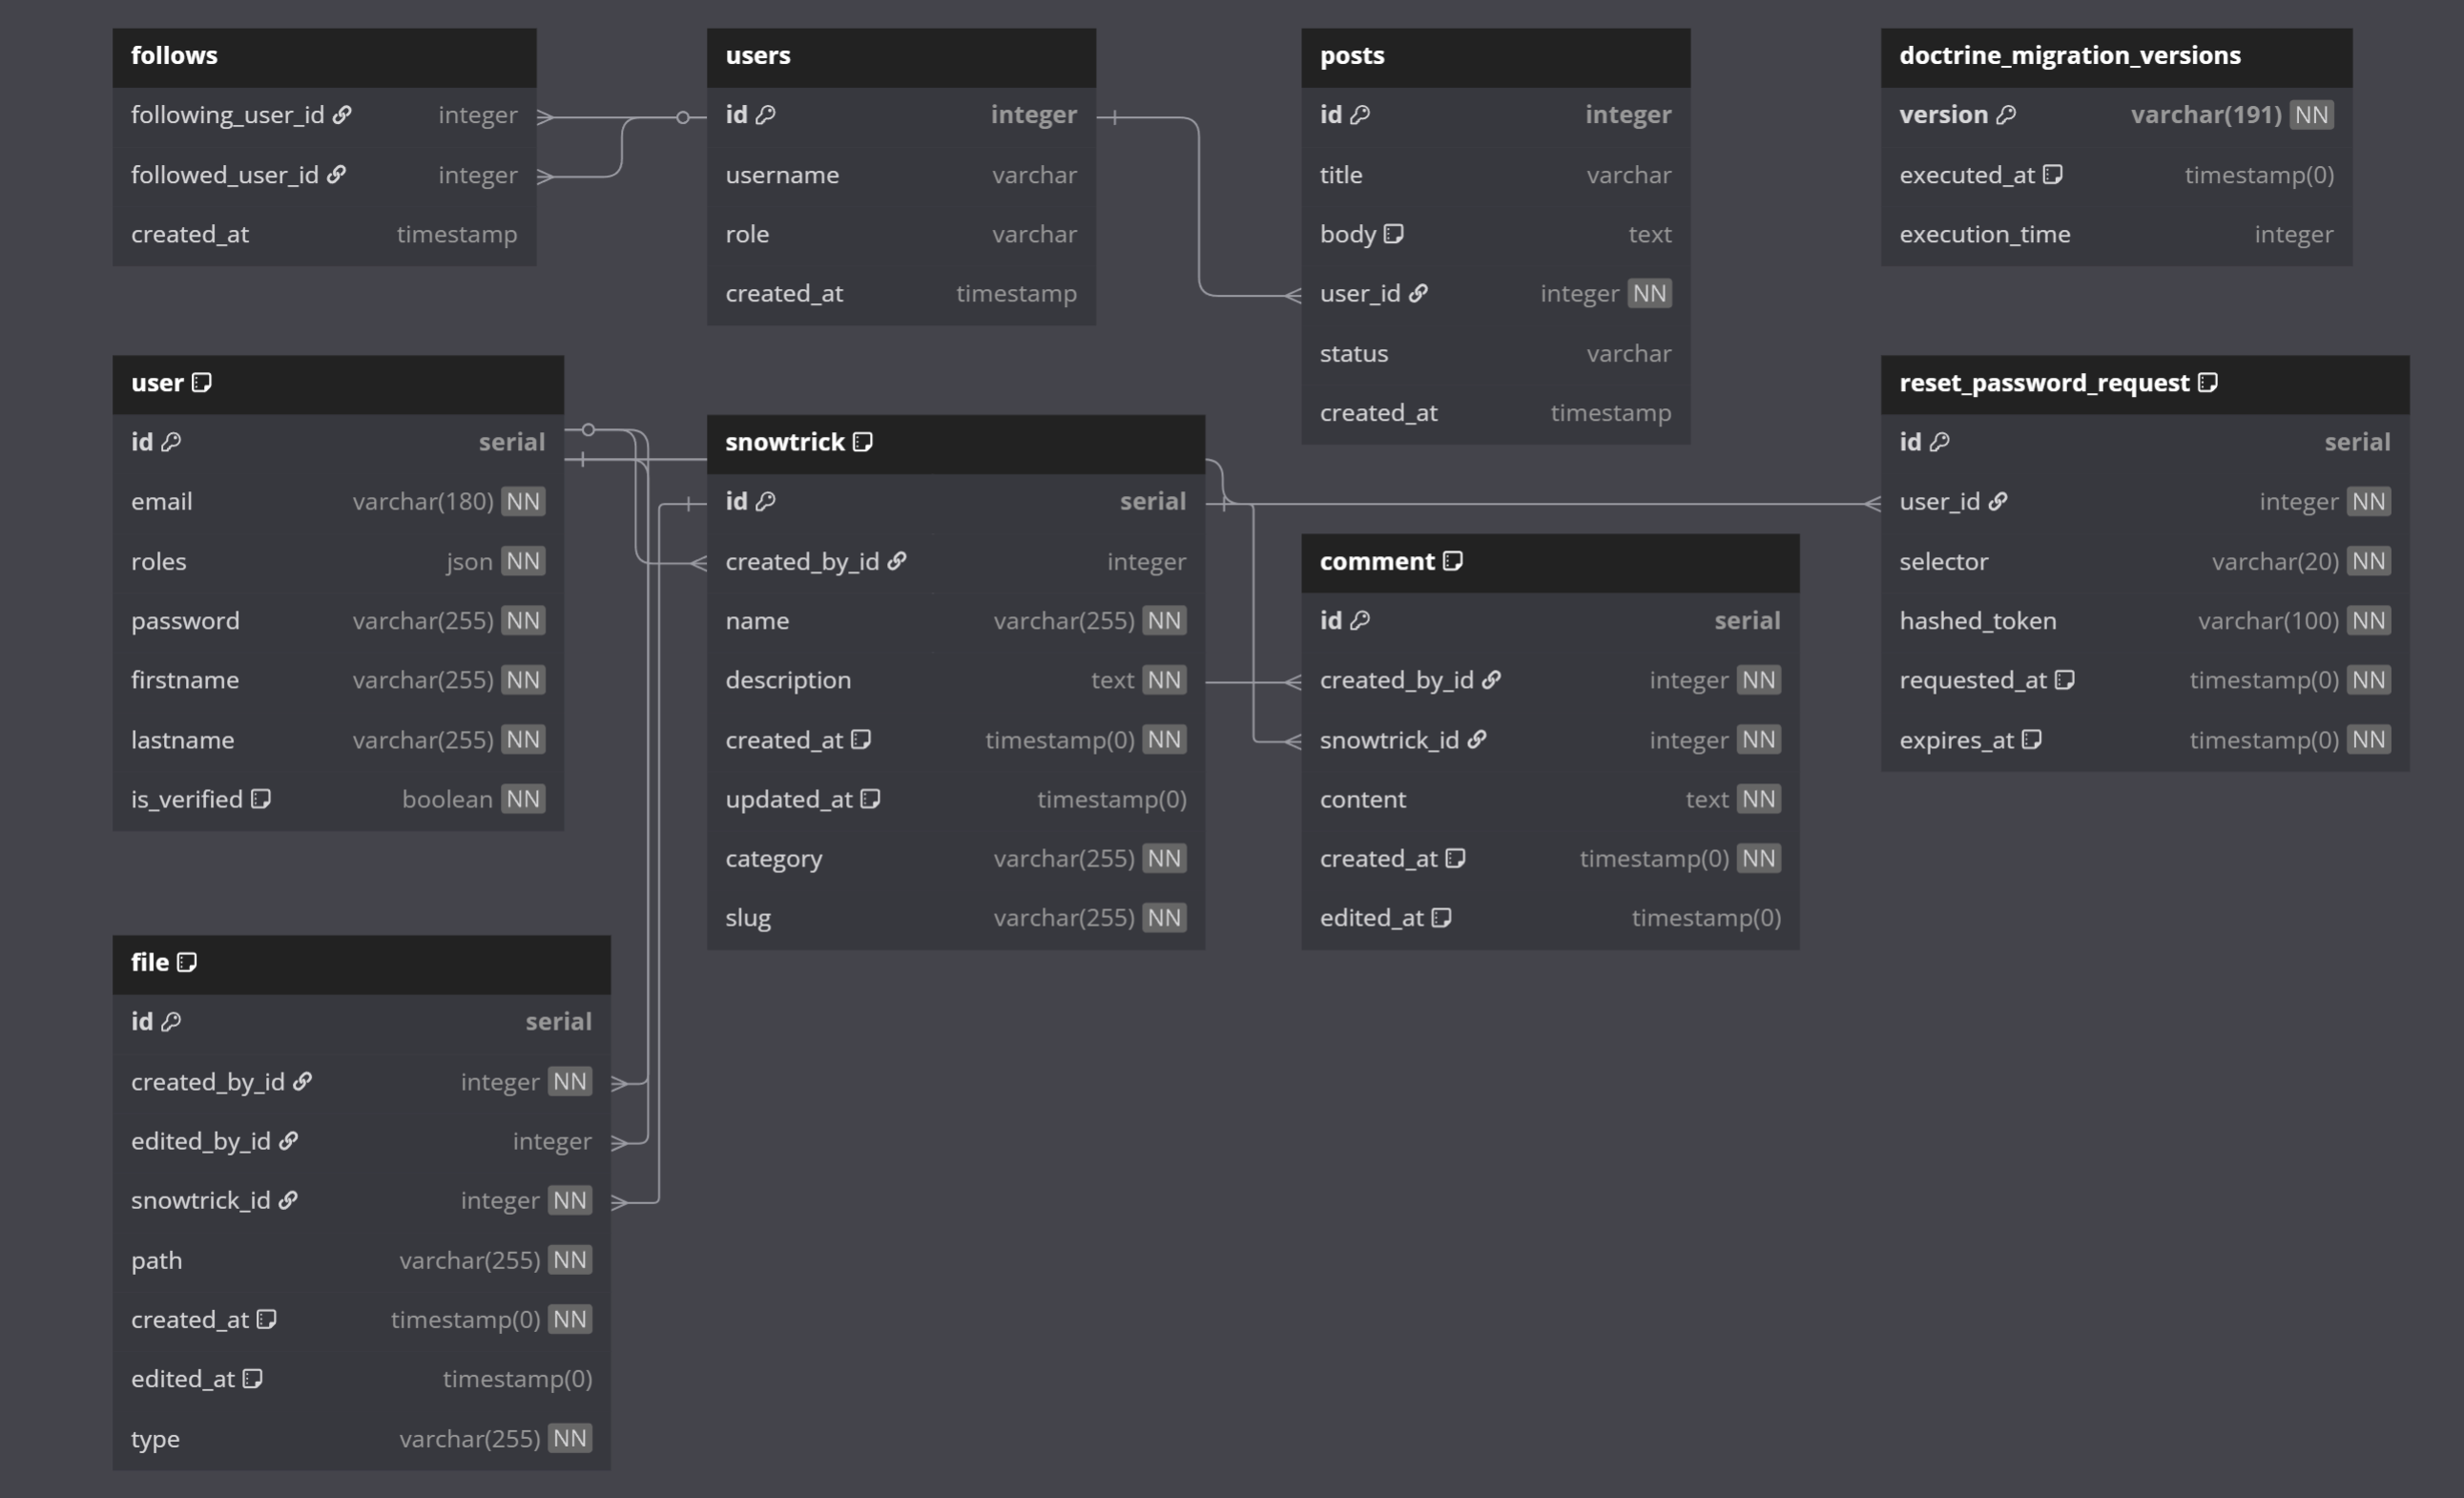 follows
following_user_id integer
followed_user_id integer
created_at timestamp
users
id integer
username varchar
role varchar
created_at timestamp
posts
id integer
title varchar
body text
user_id integer NN
status varchar
created_at timestamp
doctrine_migration_versions
version varchar(191) NN
executed_at timestamp(0)
execution_time integer
user
id serial
email varchar(180) NN
roles json NN
password varchar(255) NN
firstname varchar(255) NN
lastname varchar(255) NN
is_verified boolean NN
snowtrick
id serial
created_by_id integer
name varchar(255) NN
description text NN
created_at timestamp(0) NN
updated_at timestamp(0)
category varchar(255) NN
slug varchar(255) NN
comment
id serial
created_by_id integer NN
snowtrick_id integer NN
content text NN
created_at timestamp(0) NN
edited_at timestamp(0)
reset_password_request
id serial
user_id integer NN
selector varchar(20) NN
hashed_token varchar(100) NN
requested_at timestamp(0) NN
expires_at timestamp(0) NN
file
id serial
created_by_id integer NN
edited_by_id integer
snowtrick_id integer NN
path varchar(255) NN
created_at timestamp(0) NN
edited_at timestamp(0)
type varchar(255) NN